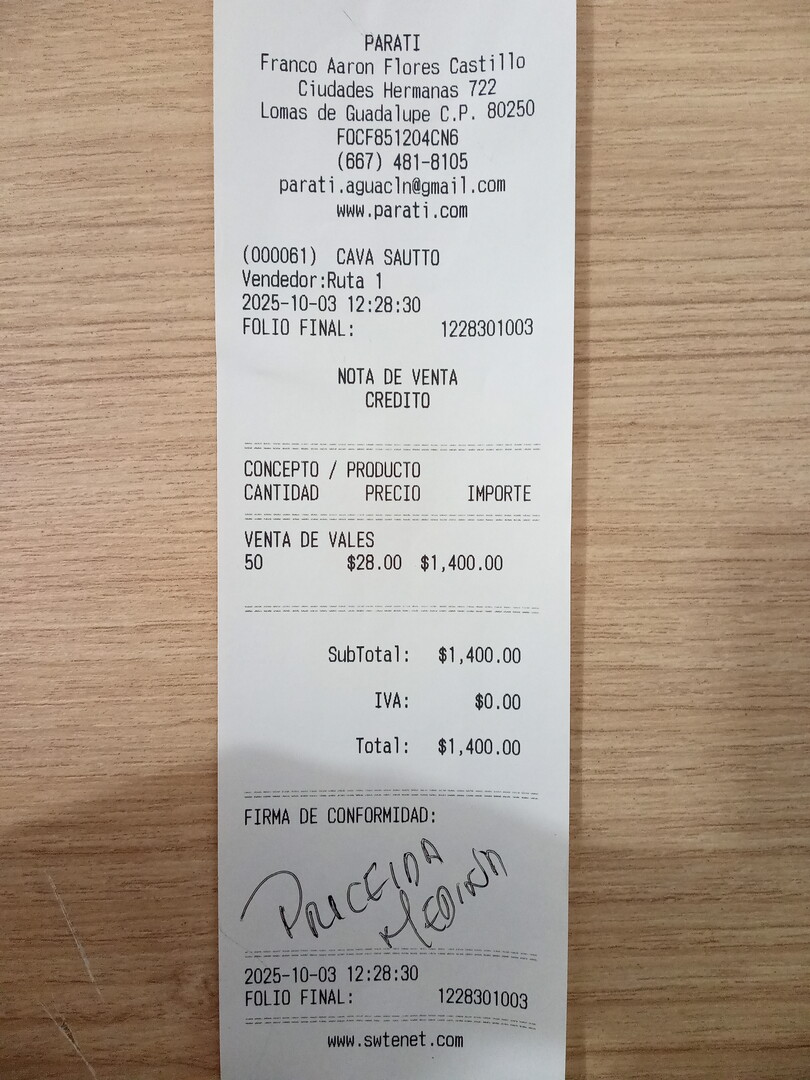 PARATI
Franco Aaron Flores Castillo
Ciudades Hermanas 722
Lomas de Guadalupe C.P. 80250
FOCF851204CN6
(667) 481-8105
parati.aguacln@gmail.com
www.parati.com
(000061) CAVA SAUTTO
Vendedor:Ruta 1
2025-10-03 12:28:30
FOLIO FINAL: 1228301003
NOTA DE VENTA
CREDITO
CONCEPTO / PRODUCTO
CANTIDAD PRECIO IMPORTE
VENTA DE VALES
50 $28.00 $1,400.00
SubTotal: $1,400.00
IVA: $0.00
Total: $1,400.00
FIRMA DE CONFORMIDAD:
MEDINA
2025-10-03 12:28:30
FOLIO FINAL: 1228301003
www.swtenet.com